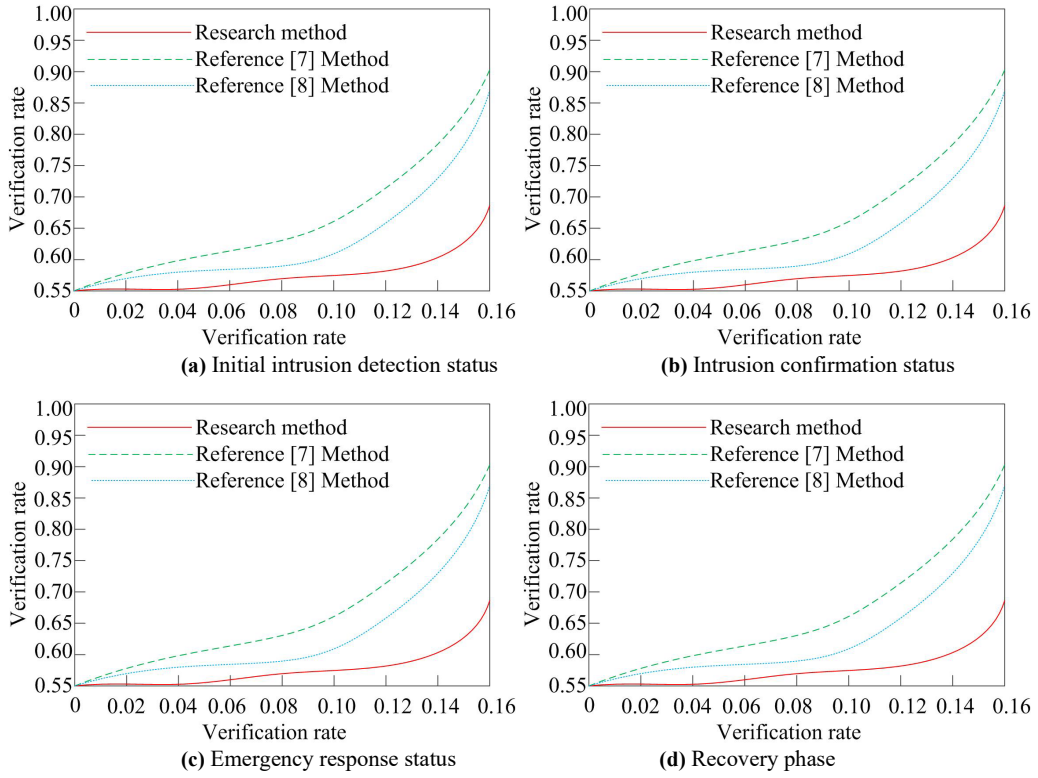 1.00
0.95
0.90
0.85
0.80
0.75
0.70
0.65
0.60
0.55
Verification rate
Research method
Reference [7] Method
Reference [8] Method
0 0.02 0.04 0.06 0.08 0.10 0.12 0.14 0.16
Verification rate
(a) Initial intrusion detection status
1.00
0.95
0.90
0.85
0.80
0.75
0.70
0.65
0.60
0.55
Verification rate
Research method
Reference [7] Method
Reference [8] Method
0 0.02 0.04 0.06 0.08 0.10 0.12 0.14 0.16
Verification rate
(b) Intrusion confirmation status
1.00
0.95
0.90
0.85
0.80
0.75
0.70
0.65
0.60
0.55
Verification rate
Research method
Reference [7] Method
Reference [8] Method
0 0.02 0.04 0.06 0.08 0.10 0.12 0.14 0.16
Verification rate
(c) Emergency response status
1.00
0.95
0.90
0.85
0.80
0.75
0.70
0.65
0.60
0.55
Verification rate
Research method
Reference [7] Method
Reference [8] Method
0 0.02 0.04 0.06 0.08 0.10 0.12 0.14 0.16
Verification rate
(d) Recovery phase